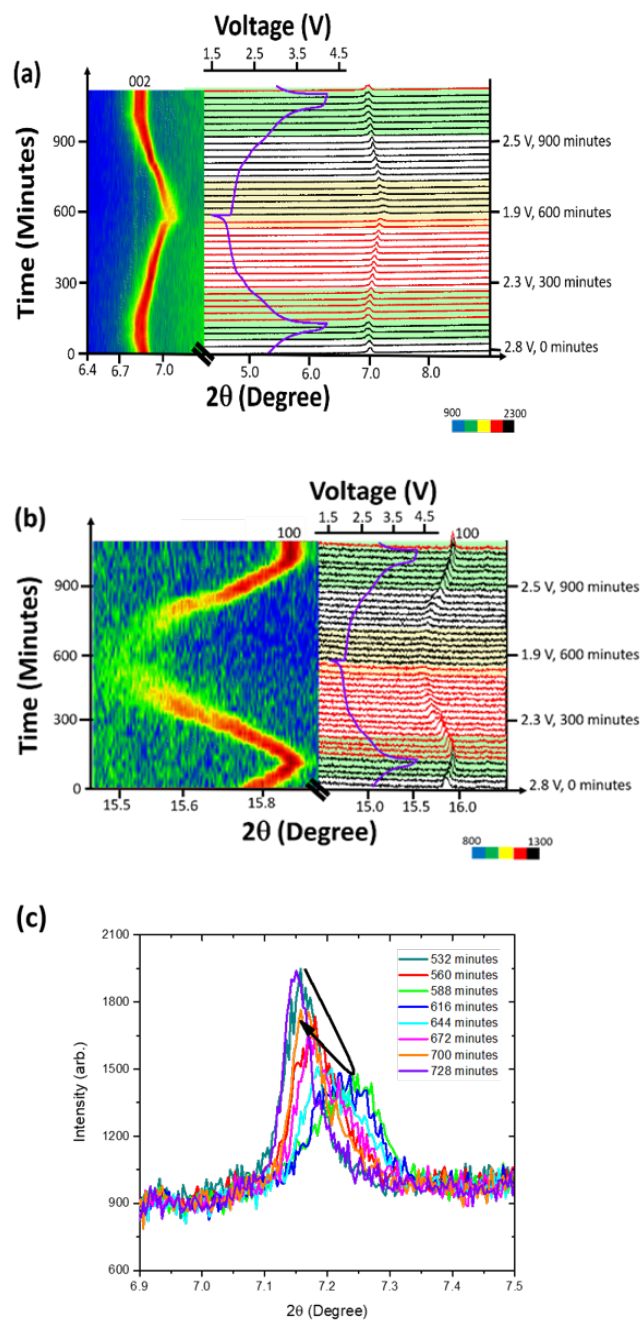 Voltage (V)
1.5 2.5 3.5 4.5
(a)
002
900
600
300
0
Time (Minutes)
2.5 V, 900 minutes
1.9 V, 600 minutes
2.3 V, 300 minutes
2.8 V, 0 minutes
6.4 6.7 7.0 5.0 6.0 7.0 8.0
2θ (Degree)
900 2300
Voltage (V)
(b)
1.5 2.5 3.5 4.5
100 100
900
600
300
0
Time (Minutes)
2.5 V, 900 minutes
1.9 V, 600 minutes
2.3 V, 300 minutes
2.8 V, 0 minutes
15.5 15.6 15.8 15.0 15.5 16.0
2θ (Degree)
800 1300
(c)
2100
1800
1500
1200
900
600
Intensity (arb.)
532 minutes
560 minutes
588 minutes
616 minutes
644 minutes
672 minutes
700 minutes
728 minutes
6.9 7.0 7.1 7.2 7.3 7.4 7.5
2θ (Degree)